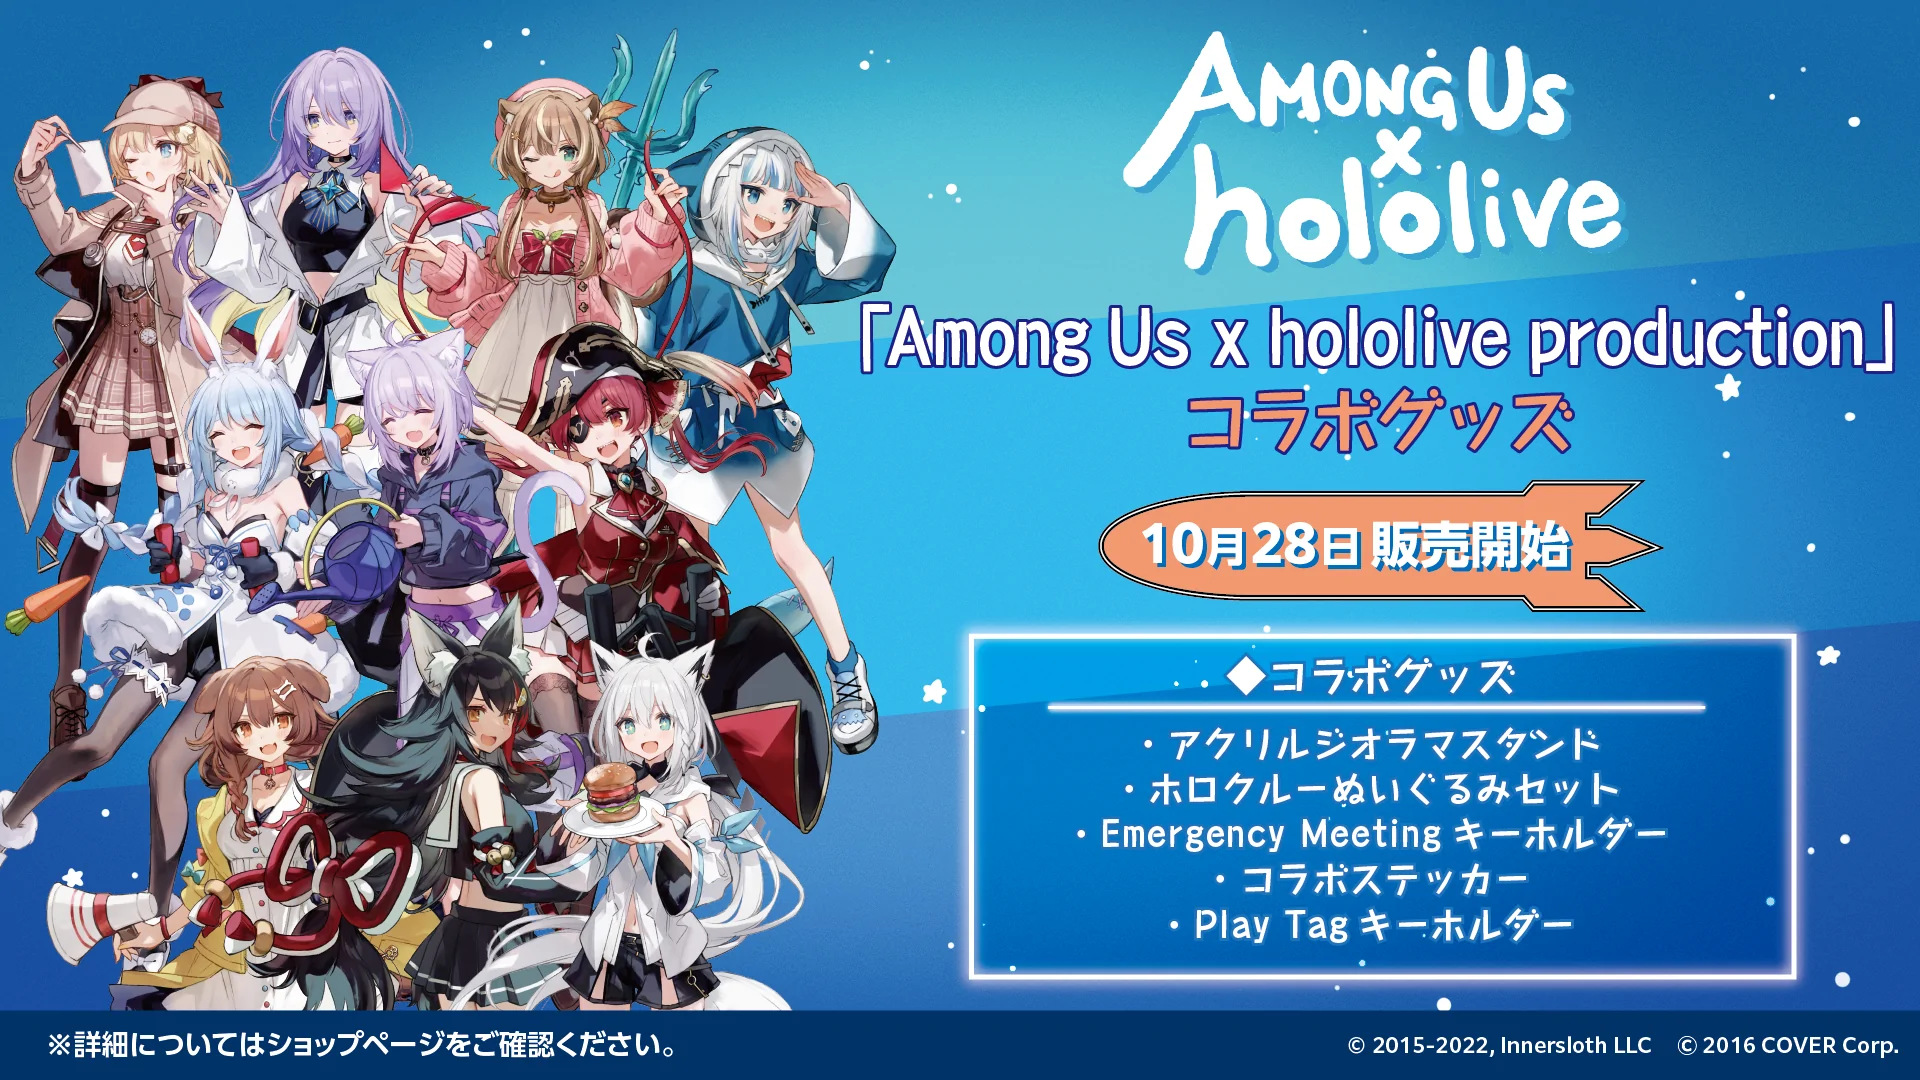 AMONG US
x
hololive
「Among Us x hololive production」
コラボグッズ
10月28日 販売開始
◆コラボグッズ
・アクリルジオラマスタンド
・ホロクルーぬいぐるみセット
・Emergency Meeting キーホルダー
・コラボステッカー
・Play Tag キーホルダー
※詳細についてはショップページをご確認ください。
© 2015-2022, Innersloth LLC © 2016 COVER Corp.